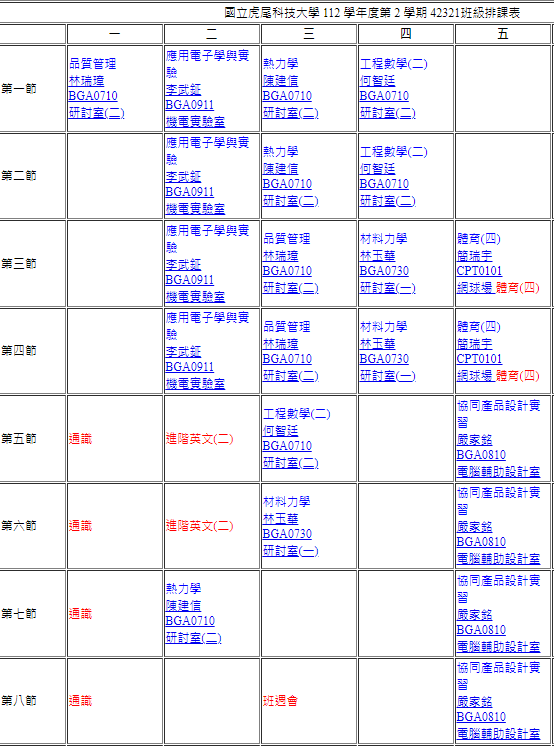 國立虎尾科技大學 112 學年度第 2 學期 42321班級排課表
一 二 三 四 五
第一節
品質管理
林瑞璋
BGA0710
研討室(二)
應用電子學與實
驗
李武鉦
BGA0911
機電實驗室
熱力學
陳建信
BGA0710
研討室(二)
工程數學(二)
何智廷
BGA0710
研討室(二)
第二節
應用電子學與實
驗
李武鉦
BGA0911
機電實驗室
熱力學
陳建信
BGA0710
研討室(二)
工程數學(二)
何智廷
BGA0710
研討室(二)
第三節
應用電子學與實
驗
李武鉦
BGA0911
機電實驗室
品質管理
林瑞璋
BGA0710
研討室(二)
材料力學
林玉華
BGA0730
研討室(一)
體育(四)
簡瑞宇
CPT0101
網球場 體育(四)
第四節
應用電子學與實
驗
李武鉦
BGA0911
機電實驗室
品質管理
林瑞璋
BGA0710
研討室(二)
材料力學
林玉華
BGA0730
研討室(一)
體育(四)
簡瑞宇
CPT0101
網球場 體育(四)
第五節
通識
進階英文(二)
工程數學(二)
何智廷
BGA0710
研討室(二)
協同產品設計實
習
嚴家銘
BGA0810
電腦輔助設計室
第六節
通識
進階英文(二)
材料力學
林玉華
BGA0730
研討室(一)
協同產品設計實
習
嚴家銘
BGA0810
電腦輔助設計室
第七節
通識
熱力學
陳建信
BGA0710
研討室(二)
協同產品設計實
習
嚴家銘
BGA0810
電腦輔助設計室
第八節
通識
班週會
協同產品設計實
習
嚴家銘
BGA0810
電腦輔助設計室